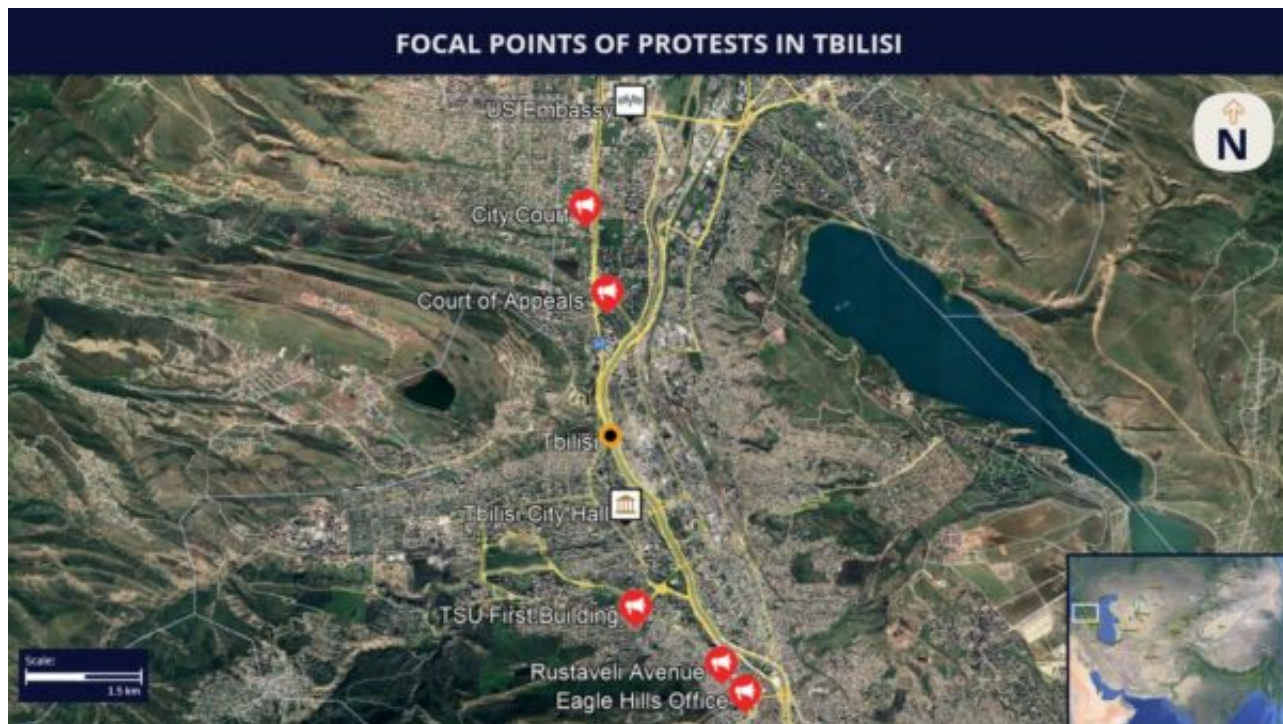 FOCAL POINTS OF PROTESTS IN TBILISI
US Embassy
N
City Court
Court of Appeals
Tbilisi
Tbilisi City Hall
TSU First Building
Rustaveli Avenue
Eagle Hills Office
Scale:
1.5 km